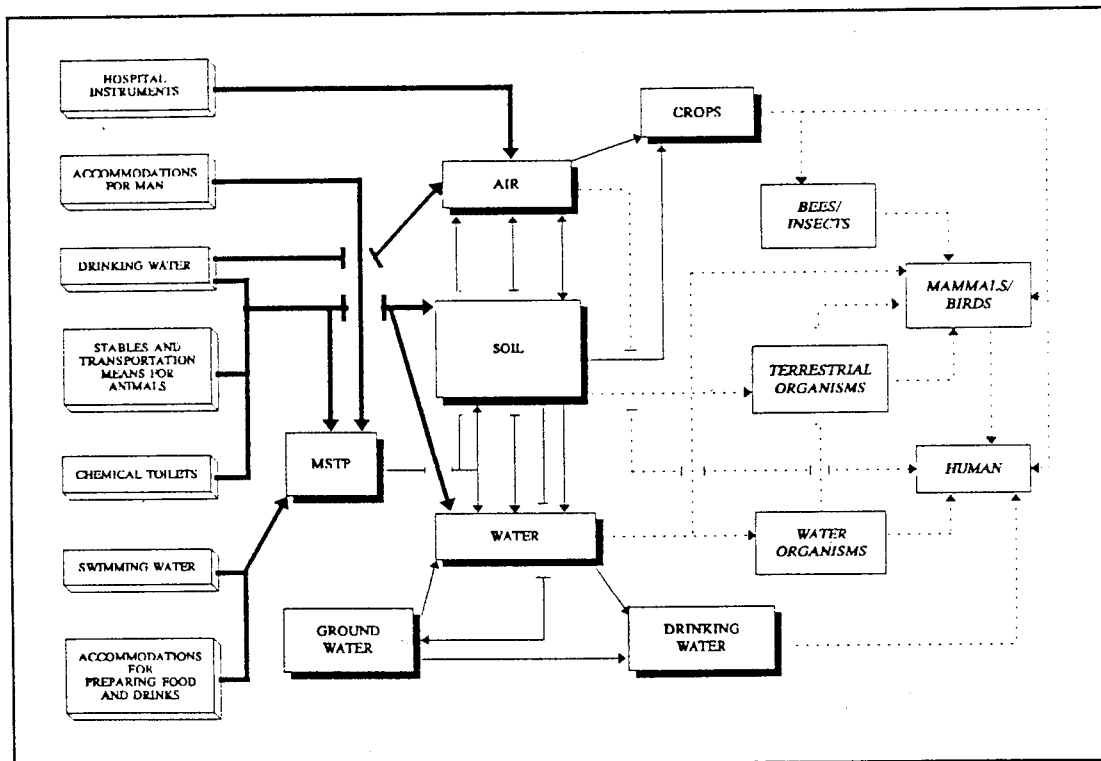 HOSPITAL
INSTRUMENTS
CROPS
ACCOMMODATIONS
FOR MAN
AIR
BEES/
INSECTS
DRINKING WATER
MAMMALS/
BIRDS
STABLES AND
TRANSPORTATION
MEANS FOR
ANIMALS
SOIL
TERRESTRIAL
ORGANISMS
CHEMICAL TOILETS
MSTP
HUMAN
SWIMMING WATER
WATER
WATER
ORGANISMS
GROUND
WATER
DRINKING
WATER
ACCOMMODATIONS
FOR
PREPARING FOOD
AND DRINKS